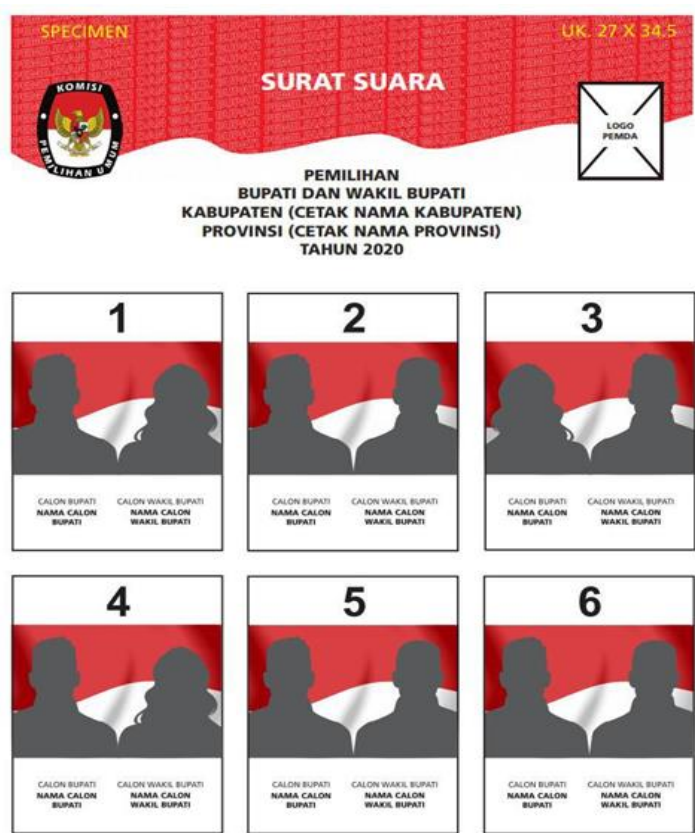 SPECIMEN
UK. 27 X 34.5
SURAT SUARA
KOMISI
PEMILIHAN UMUM
LOGO
PEMDA
PEMILIHAN
BUPATI DAN WAKIL BUPATI
KABUPATEN (CETAK NAMA KABUPATEN)
PROVINSI (CETAK NAMA PROVINSI)
TAHUN 2020
1
CALON BUPATI
NAMA CALON
BUPATI
CALON WAKIL BUPATI
NAMA CALON
WAKIL BUPATI
2
CALON BUPATI
NAMA CALON
BUPATI
CALON WAKIL BUPATI
NAMA CALON
WAKIL BUPATI
3
CALON BUPATI
NAMA CALON
BUPATI
CALON WAKIL BUPATI
NAMA CALON
WAKIL BUPATI
4
CALON BUPATI
NAMA CALON
BUPATI
CALON WAKIL BUPATI
NAMA CALON
WAKIL BUPATI
5
CALON BUPATI
NAMA CALON
BUPATI
CALON WAKIL BUPATI
NAMA CALON
WAKIL BUPATI
6
CALON BUPATI
NAMA CALON
BUPATI
CALON WAKIL BUPATI
NAMA CALON
WAKIL BUPATI